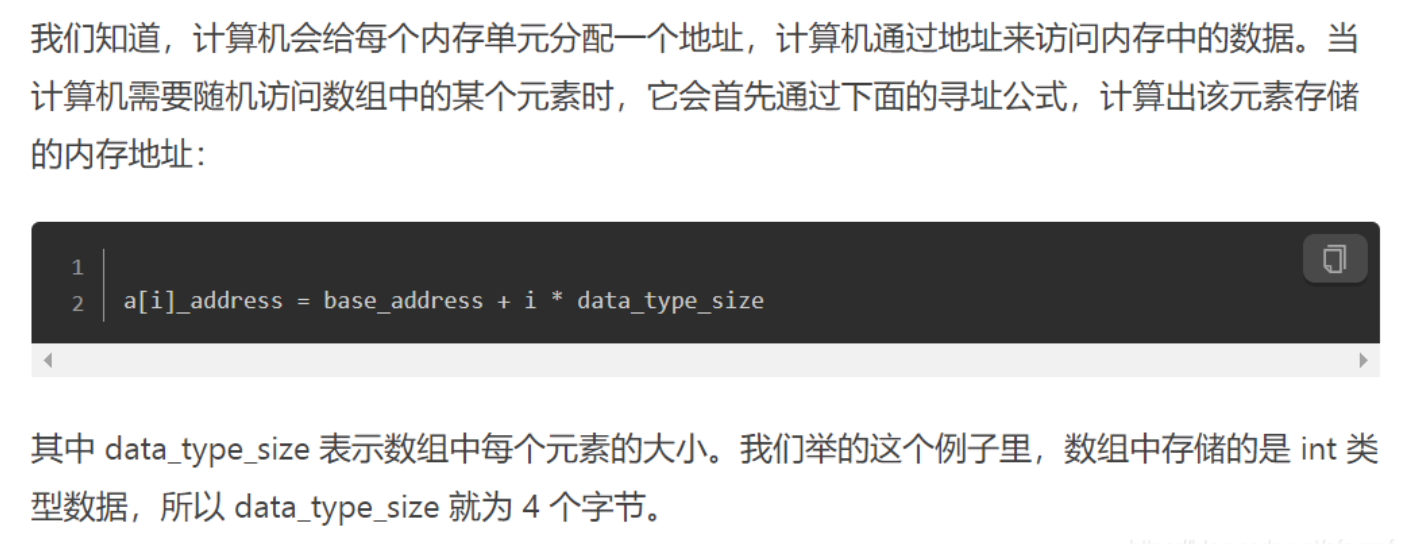 我们知道，计算机会给每个内存单元分配一个地址，计算机通过地址来访问内存中的数据。当
计算机需要随机访问数组中的某个元素时，它会首先通过下面的寻址公式，计算出该元素存储
的内存地址：
1
2 a[i]_address = base_address + i * data_type_size
其中 data_type_size 表示数组中每个元素的大小。我们举的这个例子里，数组中存储的是 int 类
型数据，所以 data_type_size 就为 4 个字节。